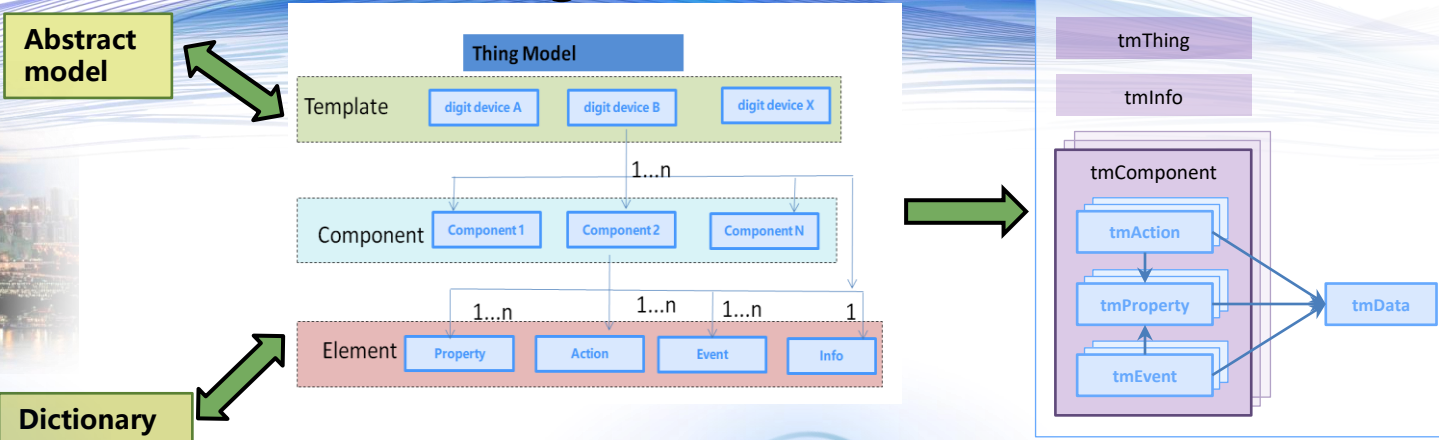 Abstract
model
Thing Model
Template
digit device A
digit device B
digit device X
1...n
Component
Component 1
Component 2
Component N
1...n
1...n
1...n
1
Element
Property
Action
Event
Info
Dictionary
tmThing
tmInfo
tmComponent
tmAction
tmProperty
tmData
tmEvent